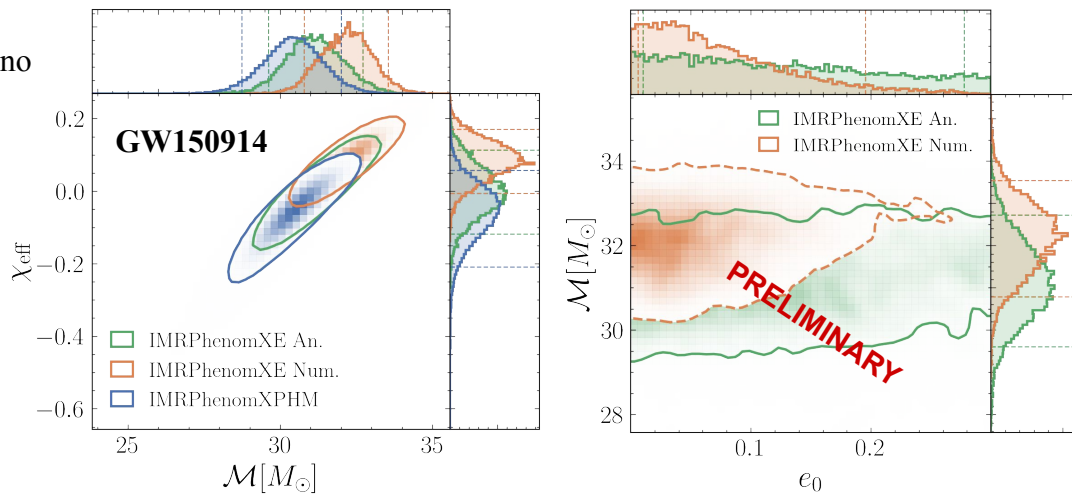 no
GW150914
χeff
0.2
0.0
−0.2
−0.4
−0.6
IMRPhenomXE An.
IMRPhenomXE Num.
IMRPhenomXPHM
25
30
35
ℳ[M⊙]
IMRPhenomXE An.
IMRPhenomXE Num.
ℳ[M⊙]
34
32
30
28
PRELIMINARY
0.1
0.2
e₀